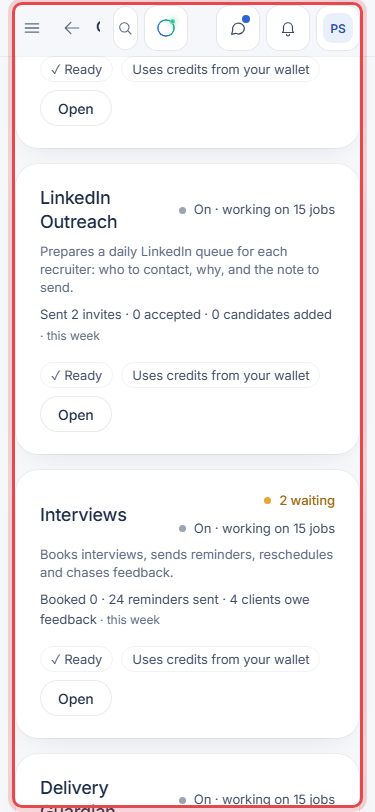 PS
✓ Ready
Uses credits from your wallet
Open
LinkedIn
Outreach
On · working on 15 jobs
Prepares a daily LinkedIn queue for each
recruiter: who to contact, why, and the note to
send.
Sent 2 invites · 0 accepted · 0 candidates added
· this week
✓ Ready
Uses credits from your wallet
Open
2 waiting
Interviews
On · working on 15 jobs
Books interviews, sends reminders, reschedules
and chases feedback.
Booked 0 · 24 reminders sent · 4 clients owe
feedback · this week
✓ Ready
Uses credits from your wallet
Open
Delivery
Guardian
On · working on 15 jobs